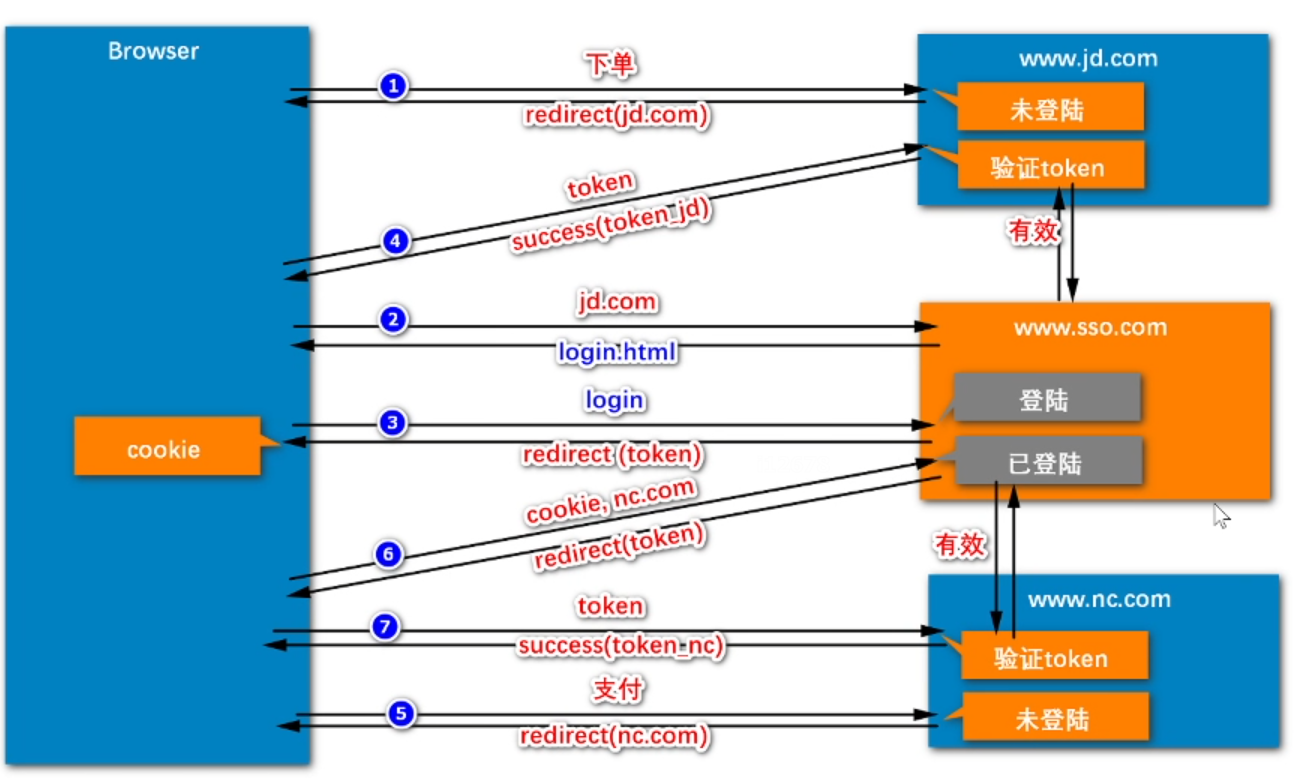 Browser
www.jd.com
下单
1
未登陆
redirect(jd.com)
验证token
token
success(token_jd)
4
有效
jd.com
2
www.sso.com
login.html
login
登陆
3
cookie
redirect (token)
已登陆
cookie, nc.com
redirect(token)
6
有效
www.nc.com
token
7
success(token_nc)
验证token
支付
5
未登陆
redirect(nc.com)